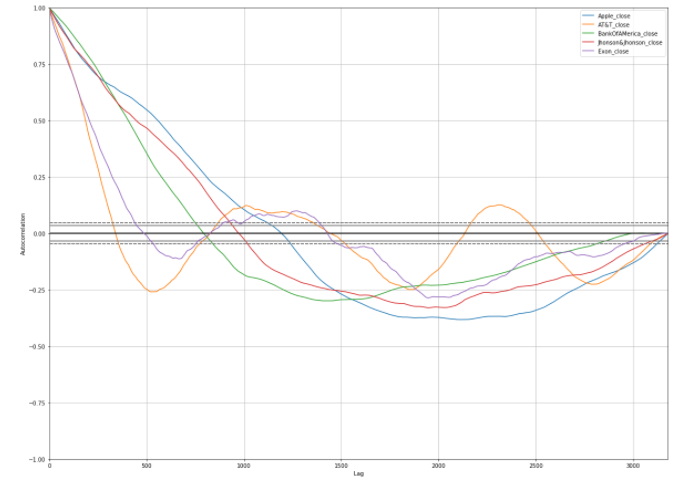 1.00
0.75
0.50
0.25
0.00
−0.25
−0.50
−0.75
−1.00
Autocorrelation
0
500
1000
1500
2000
2500
3000
Lag
Apple_close
AT&T_close
BankOfAMerica_close
Jhonson&Jhonson_close
Exon_close